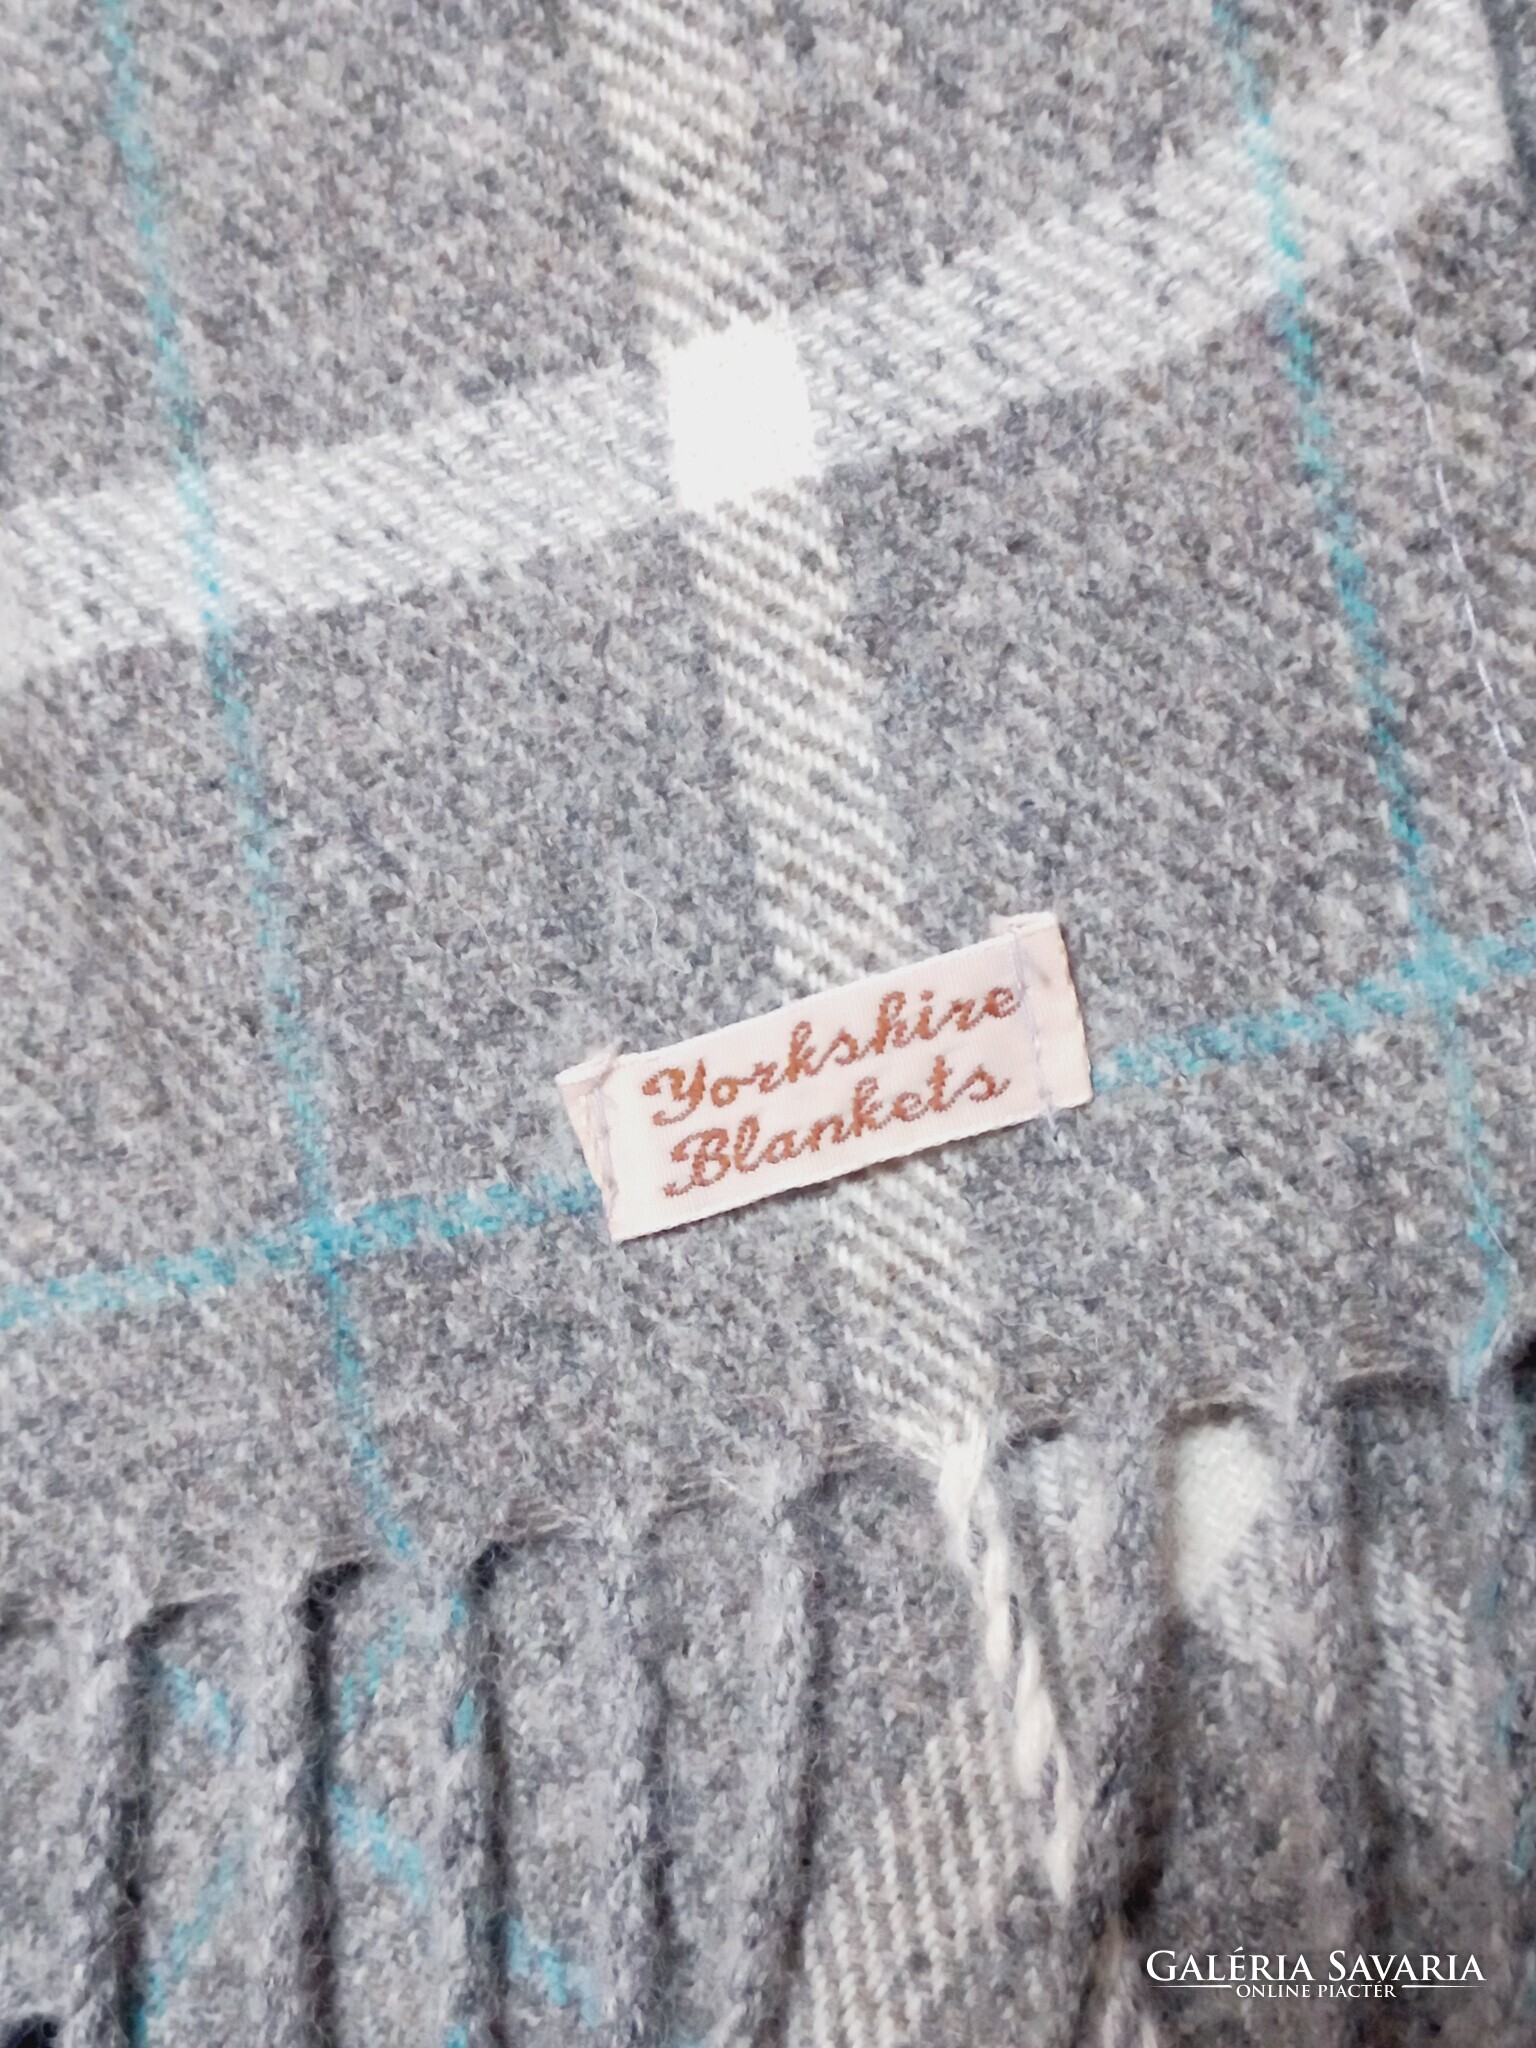 Yorkshire
Blankets
GALÉRIA SAVARIA
ONLINE PIACTÉR